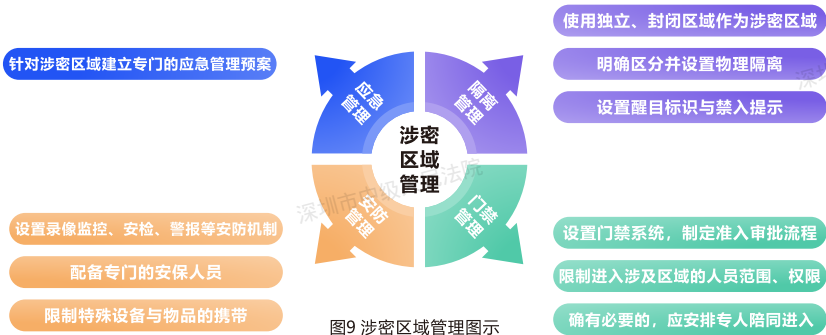 针对涉密区域建立专门的应急管理预案
使用独立、封闭区域作为涉密区域
明确区分并设置物理隔离
设置醒目标识与禁入提示
应急
管理
隔离
管理
涉密
区域
管理
安防
管理
门禁
管理
设置录像监控、安检、警报等安防机制
配备专门的安保人员
限制特殊设备与物品的携带
设置门禁系统，制定准入审批流程
限制进入涉及区域的人员范围、权限
确有必要的，应安排专人陪同进入
图9 涉密区域管理图示